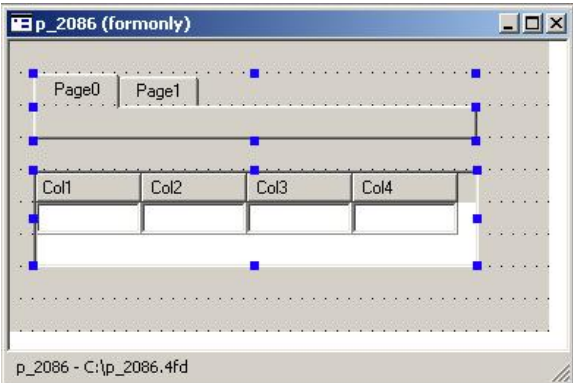 p_2086 (formonly)
Page0 Page1
Col1 Col2 Col3 Col4
p_2086 - C:\p_2086.4fd